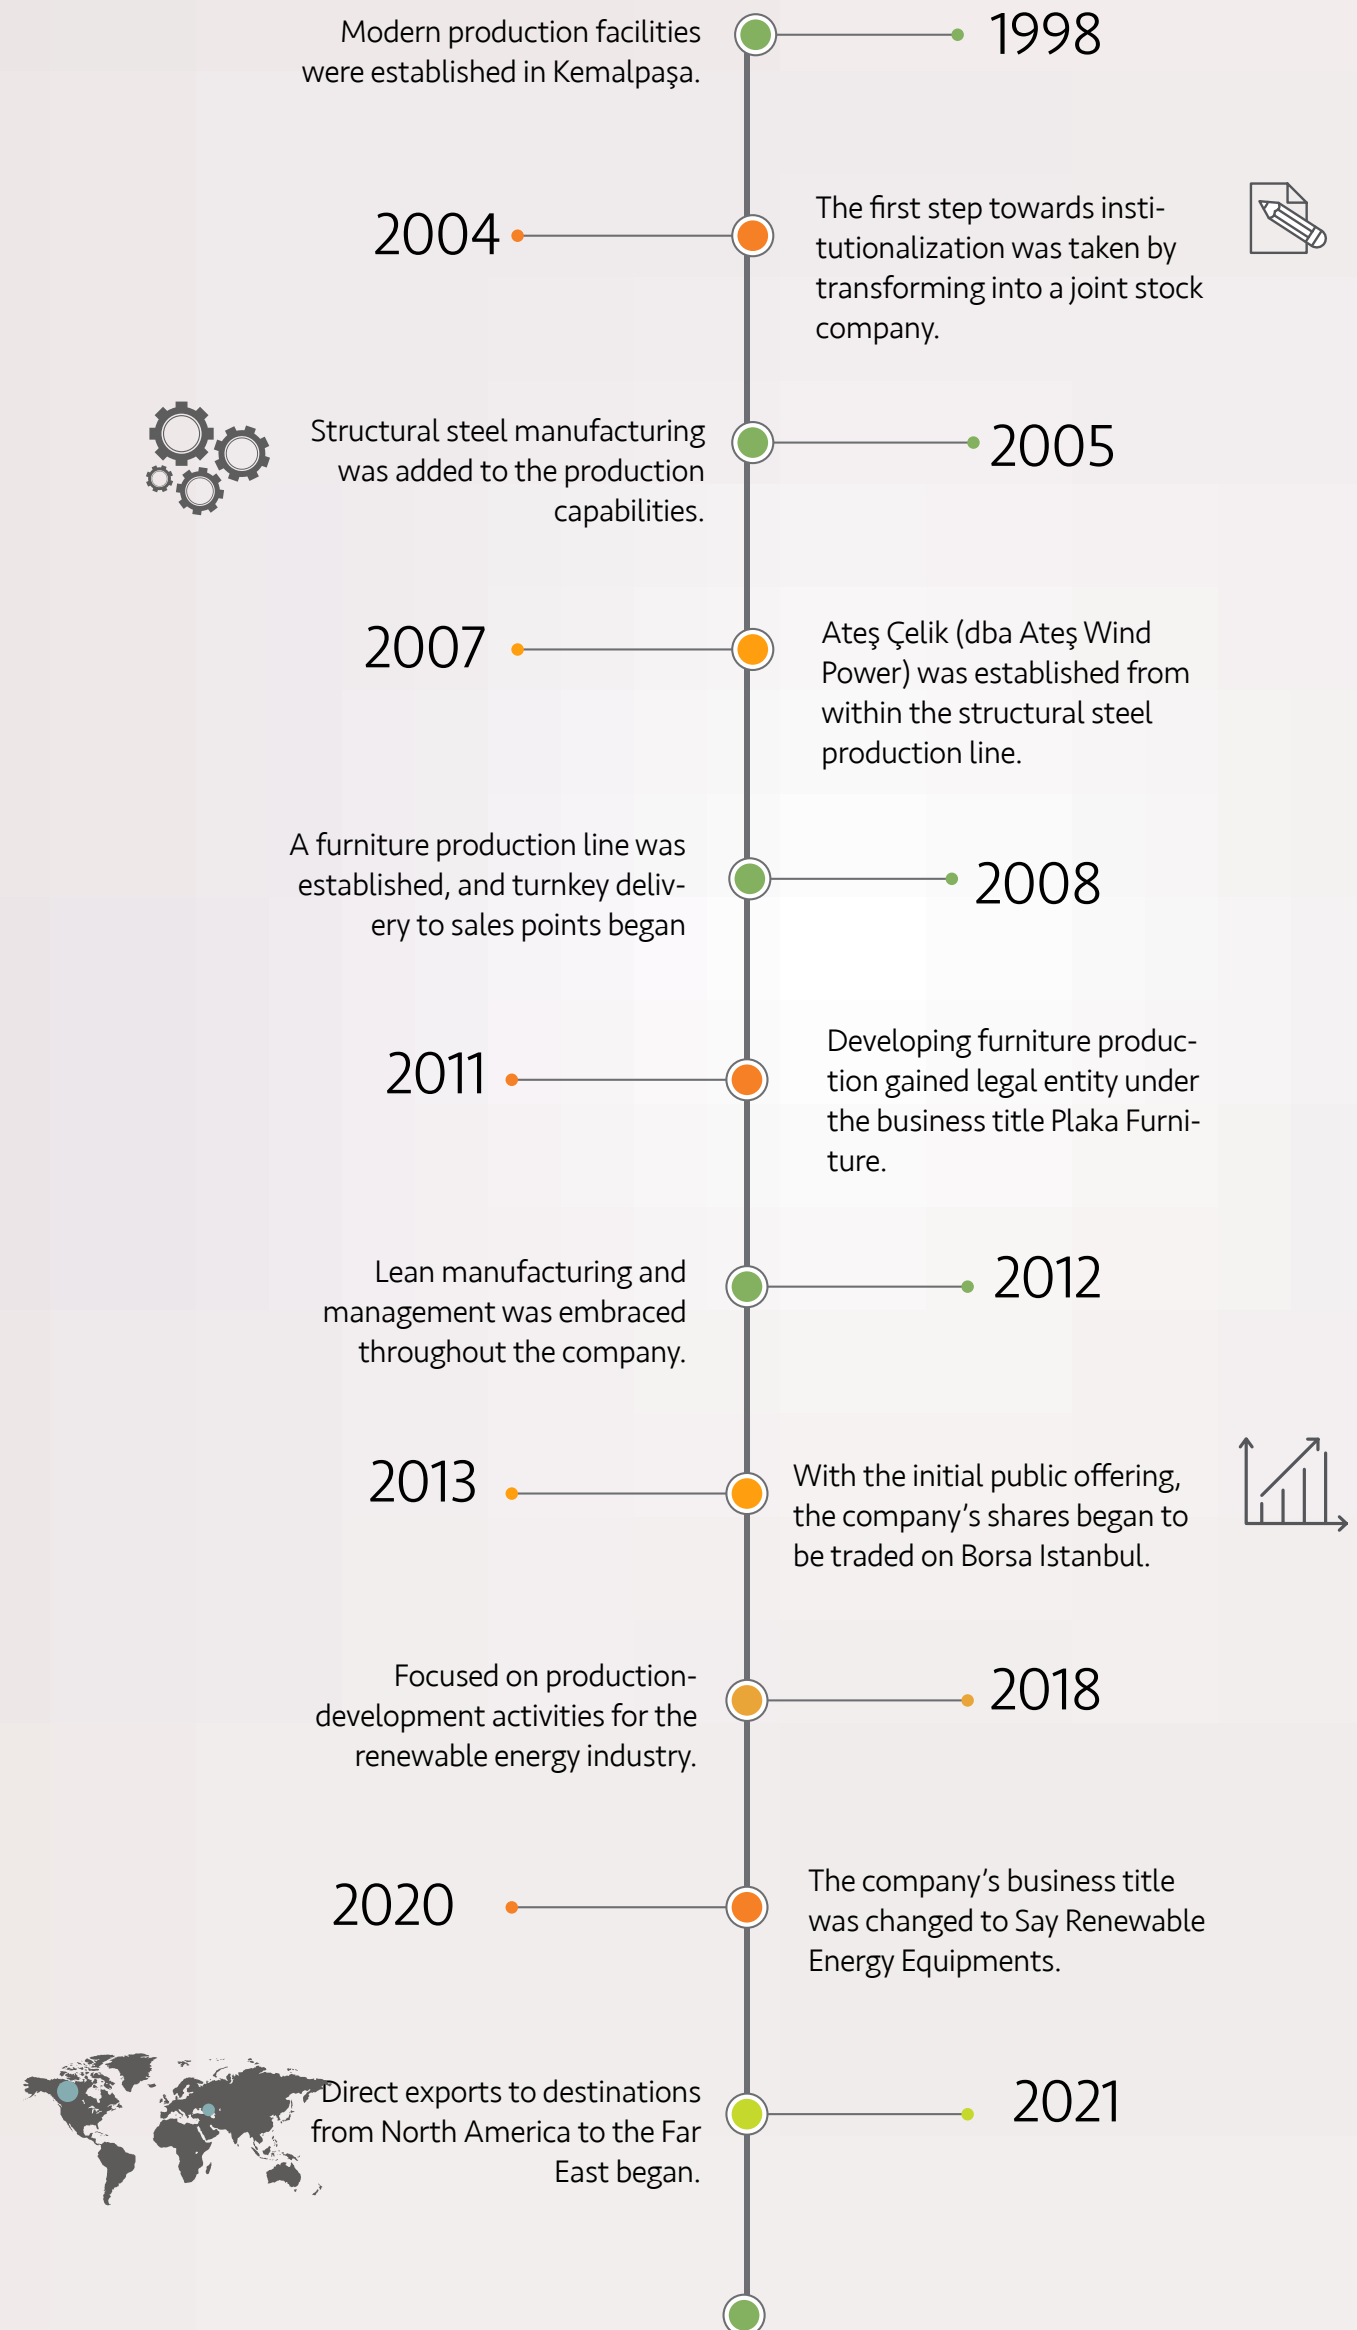 Modern production facilities
were established in Kemalpaşa.
1998
2004
The first step towards insti-
tutionalization was taken by
transforming into a joint stock
company.
Structural steel manufacturing
was added to the production
capabilities.
2005
2007
Ateş Çelik (dba Ateş Wind
Power) was established from
within the structural steel
production line.
A furniture production line was
established, and turnkey deliv-
ery to sales points began
2008
2011
Developing furniture produc-
tion gained legal entity under
the business title Plaka Furni-
ture.
Lean manufacturing and
management was embraced
throughout the company.
2012
2013
With the initial public offering,
the company’s shares began to
be traded on Borsa Istanbul.
Focused on production-
development activities for the
renewable energy industry.
2018
2020
The company’s business title
was changed to Say Renewable
Energy Equipments.
Direct exports to destinations
from North America to the Far
East began.
2021